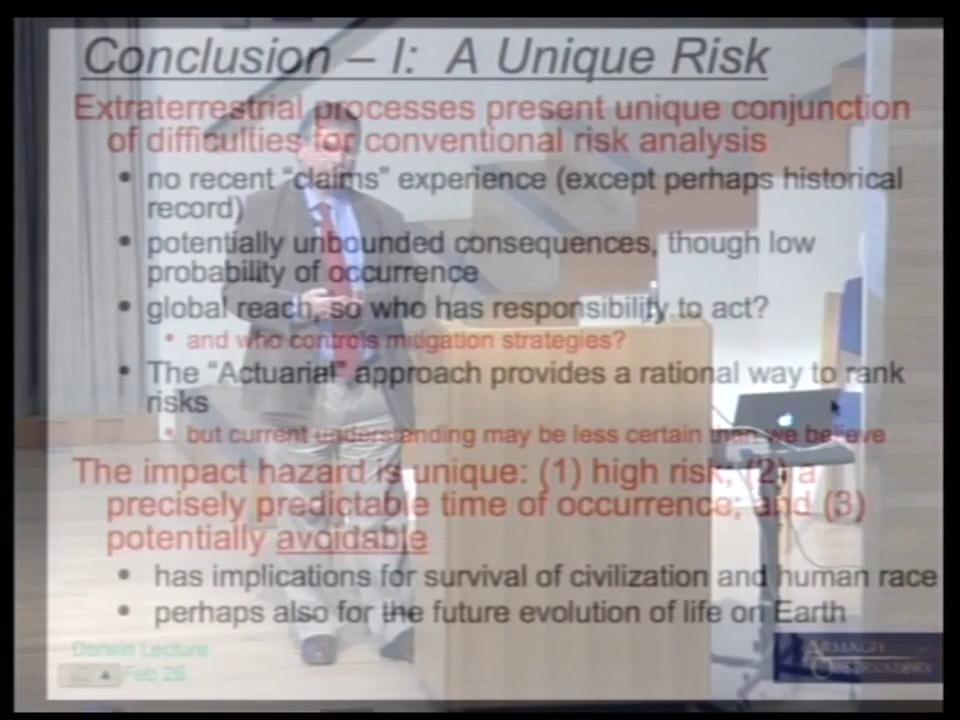 Conclusion – I: A Unique Risk
Extraterrestrial processes present unique conjunction
of difficulties for conventional risk analysis
• no recent "claims" experience (except perhaps historical
record)
• potentially unbounded consequences, though low
probability of occurrence
• global reach, so who has responsibility to act?
• and who controls mitigation strategies?
• The "Actuarial" approach provides a rational way to rank
risks
• but current understanding may be less certain than we believe
The impact hazard is unique: (1) high risk; (2) a
precisely predictable time of occurrence; and (3)
potentially avoidable
• has implications for survival of civilization and human race
• perhaps also for the future evolution of life on Earth
Darwin Lecture
Feb 28
ARMAGH
OBSERVATORY